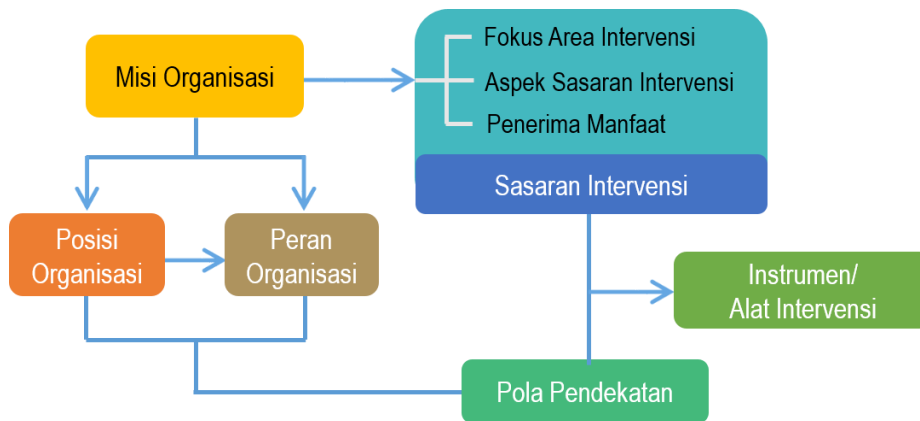 Misi Organisasi
Fokus Area Intervensi
Aspek Sasaran Intervensi
Penerima Manfaat
Sasaran Intervensi
Posisi
Organisasi
Peran
Organisasi
Instrumen/
Alat Intervensi
Pola Pendekatan